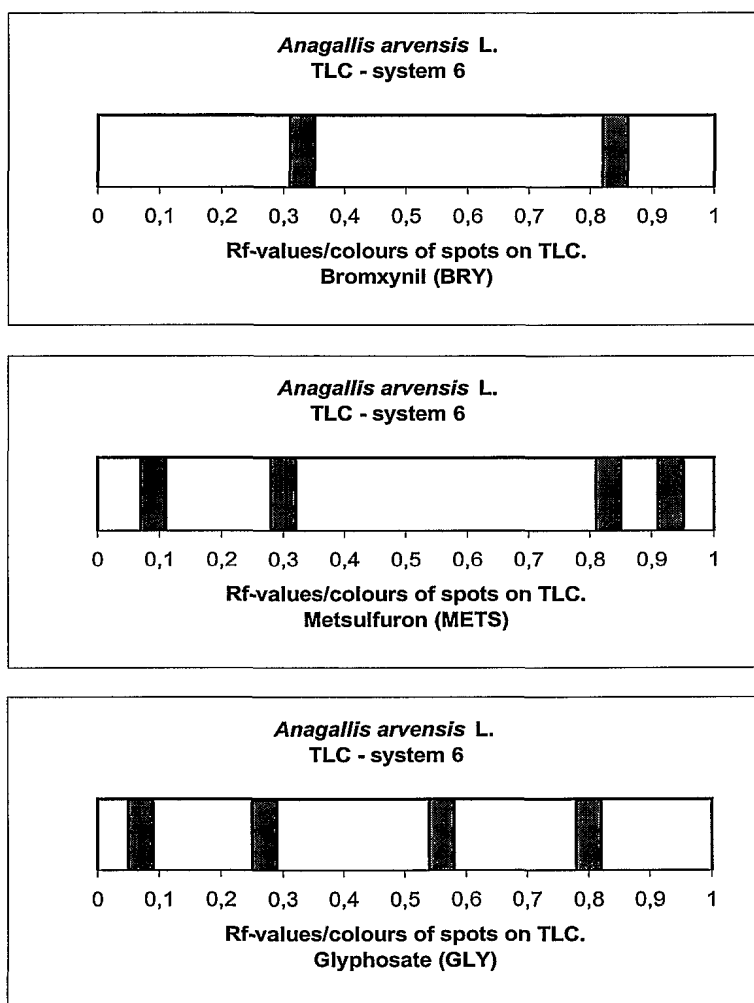 Anagallis arvensis L.
TLC - system 6
0 0,1 0,2 0,3 0,4 0,5 0,6 0,7 0,8 0,9 1
Rf-values/colours of spots on TLC.
Bromxynil (BRY)
Anagallis arvensis L.
TLC - system 6
0 0,1 0,2 0,3 0,4 0,5 0,6 0,7 0,8 0,9 1
Rf-values/colours of spots on TLC.
Metsulfuron (METS)
Anagallis arvensis L.
TLC - system 6
0 0,1 0,2 0,3 0,4 0,5 0,6 0,7 0,8 0,9 1
Rf-values/colours of spots on TLC.
Glyphosate (GLY)